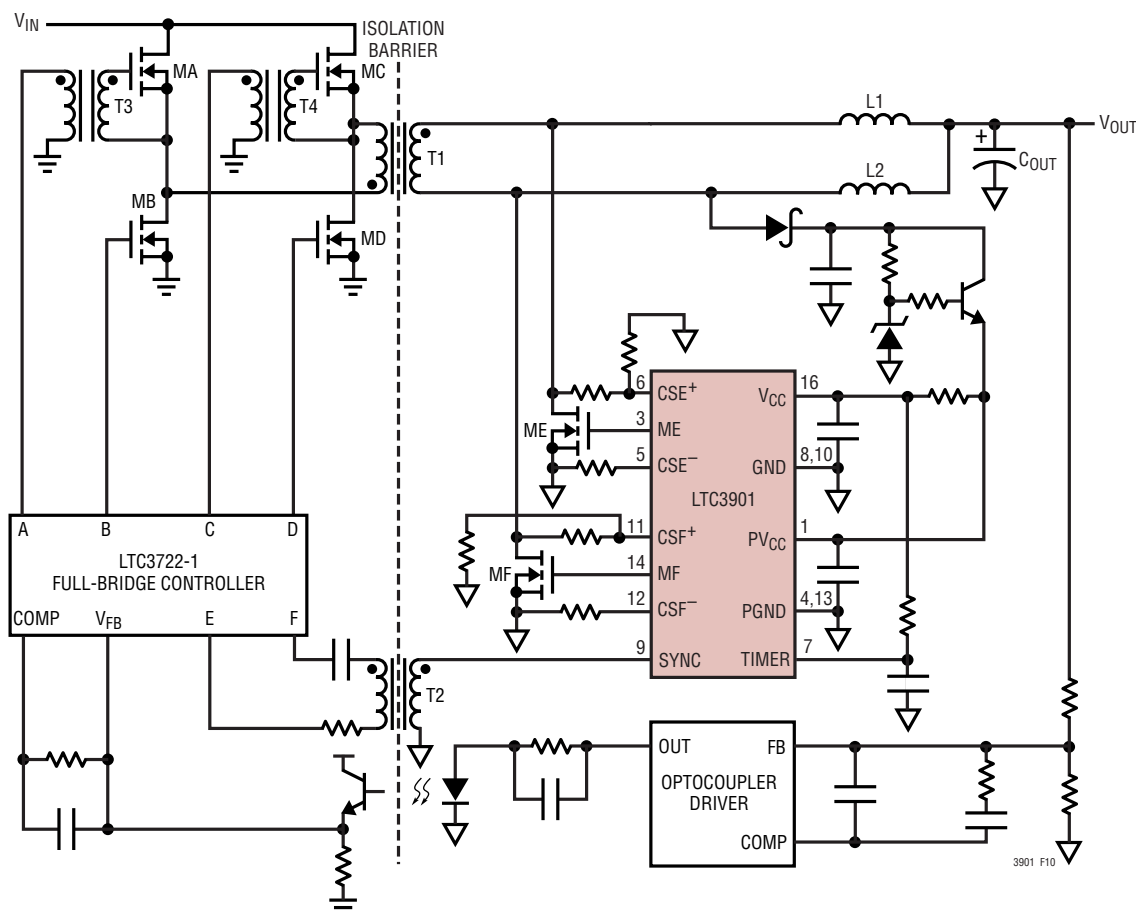 VIN
ISOLATION
BARRIER
MA
MC
T3
T4
L1
VOUT
+
COUT
T1
L2
MB
MD
6
CSE+
VCC
16
ME
3
ME
5
CSE–
GND
8,10
LTC3901
11
CSF+
PVCC
1
MF
14
MF
12
CSF–
PGND
4,13
9
SYNC
TIMER
7
A B C D
LTC3722-1
FULL-BRIDGE CONTROLLER
COMP VFB E F
T2
OUT
FB
OPTOCOUPLER
DRIVER
COMP
3901 F10